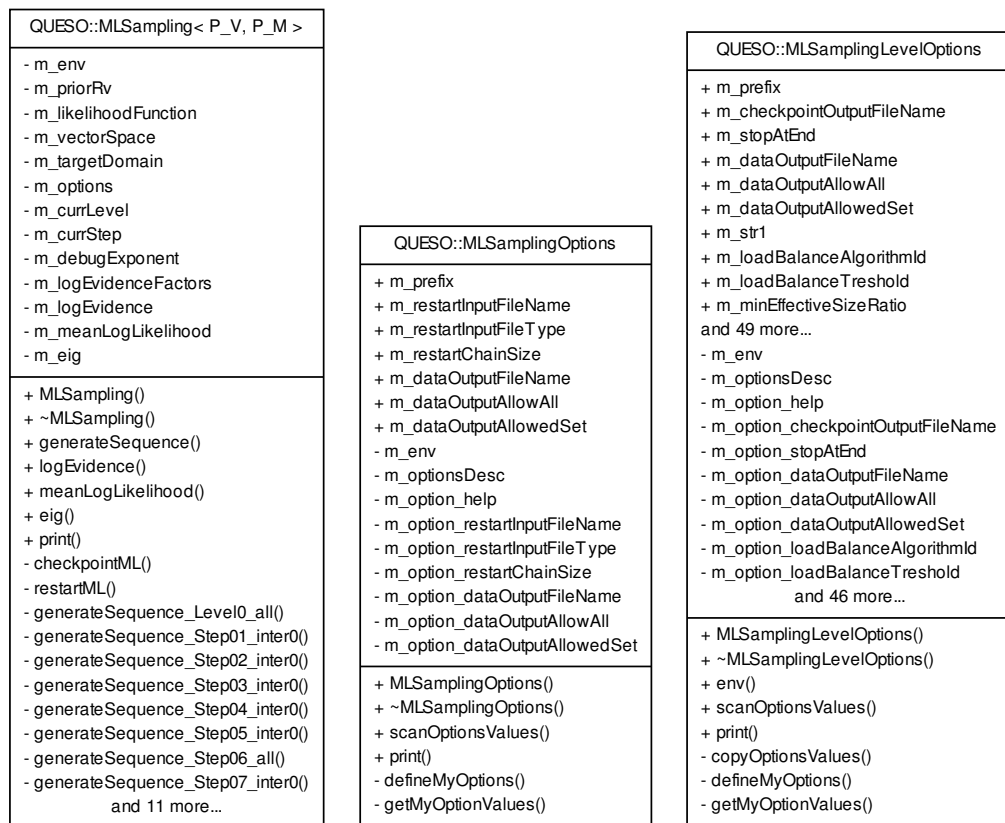 QUESO::MLSampling< P_V, P_M >
- m_env
- m_priorRv
- m_likelihoodFunction
- m_vectorSpace
- m_targetDomain
- m_options
- m_currLevel
- m_currStep
- m_debugExponent
- m_logEvidenceFactors
- m_logEvidence
- m_meanLogLikelihood
- m_eig
+ MLSampling()
+ ~MLSampling()
+ generateSequence()
+ logEvidence()
+ meanLogLikelihood()
+ eig()
+ print()
- checkpointML()
- restartML()
- generateSequence_Level0_all()
- generateSequence_Step01_inter0()
- generateSequence_Step02_inter0()
- generateSequence_Step03_inter0()
- generateSequence_Step04_inter0()
- generateSequence_Step05_inter0()
- generateSequence_Step06_all()
- generateSequence_Step07_inter0()
and 11 more...
QUESO::MLSamplingOptions
+ m_prefix
+ m_restartInputFileName
+ m_restartInputFileType
+ m_restartChainSize
+ m_dataOutputFileName
+ m_dataOutputAllowAll
+ m_dataOutputAllowedSet
- m_env
- m_optionsDesc
- m_option_help
- m_option_restartInputFileName
- m_option_restartInputFileType
- m_option_restartChainSize
- m_option_dataOutputFileName
- m_option_dataOutputAllowAll
- m_option_dataOutputAllowedSet
+ MLSamplingOptions()
+ ~MLSamplingOptions()
+ scanOptionsValues()
+ print()
- defineMyOptions()
- getMyOptionValues()
QUESO::MLSamplingLevelOptions
+ m_prefix
+ m_checkpointOutputFileName
+ m_stopAtEnd
+ m_dataOutputFileName
+ m_dataOutputAllowAll
+ m_dataOutputAllowedSet
+ m_str1
+ m_loadBalanceAlgorithmId
+ m_loadBalanceTreshold
+ m_minEffectiveSizeRatio
and 49 more...
- m_env
- m_optionsDesc
- m_option_help
- m_option_checkpointOutputFileName
- m_option_stopAtEnd
- m_option_dataOutputFileName
- m_option_dataOutputAllowAll
- m_option_dataOutputAllowedSet
- m_option_loadBalanceAlgorithmId
- m_option_loadBalanceTreshold
and 46 more...
+ MLSamplingLevelOptions()
+ ~MLSamplingLevelOptions()
+ env()
+ scanOptionsValues()
+ print()
- copyOptionsValues()
- defineMyOptions()
- getMyOptionValues()